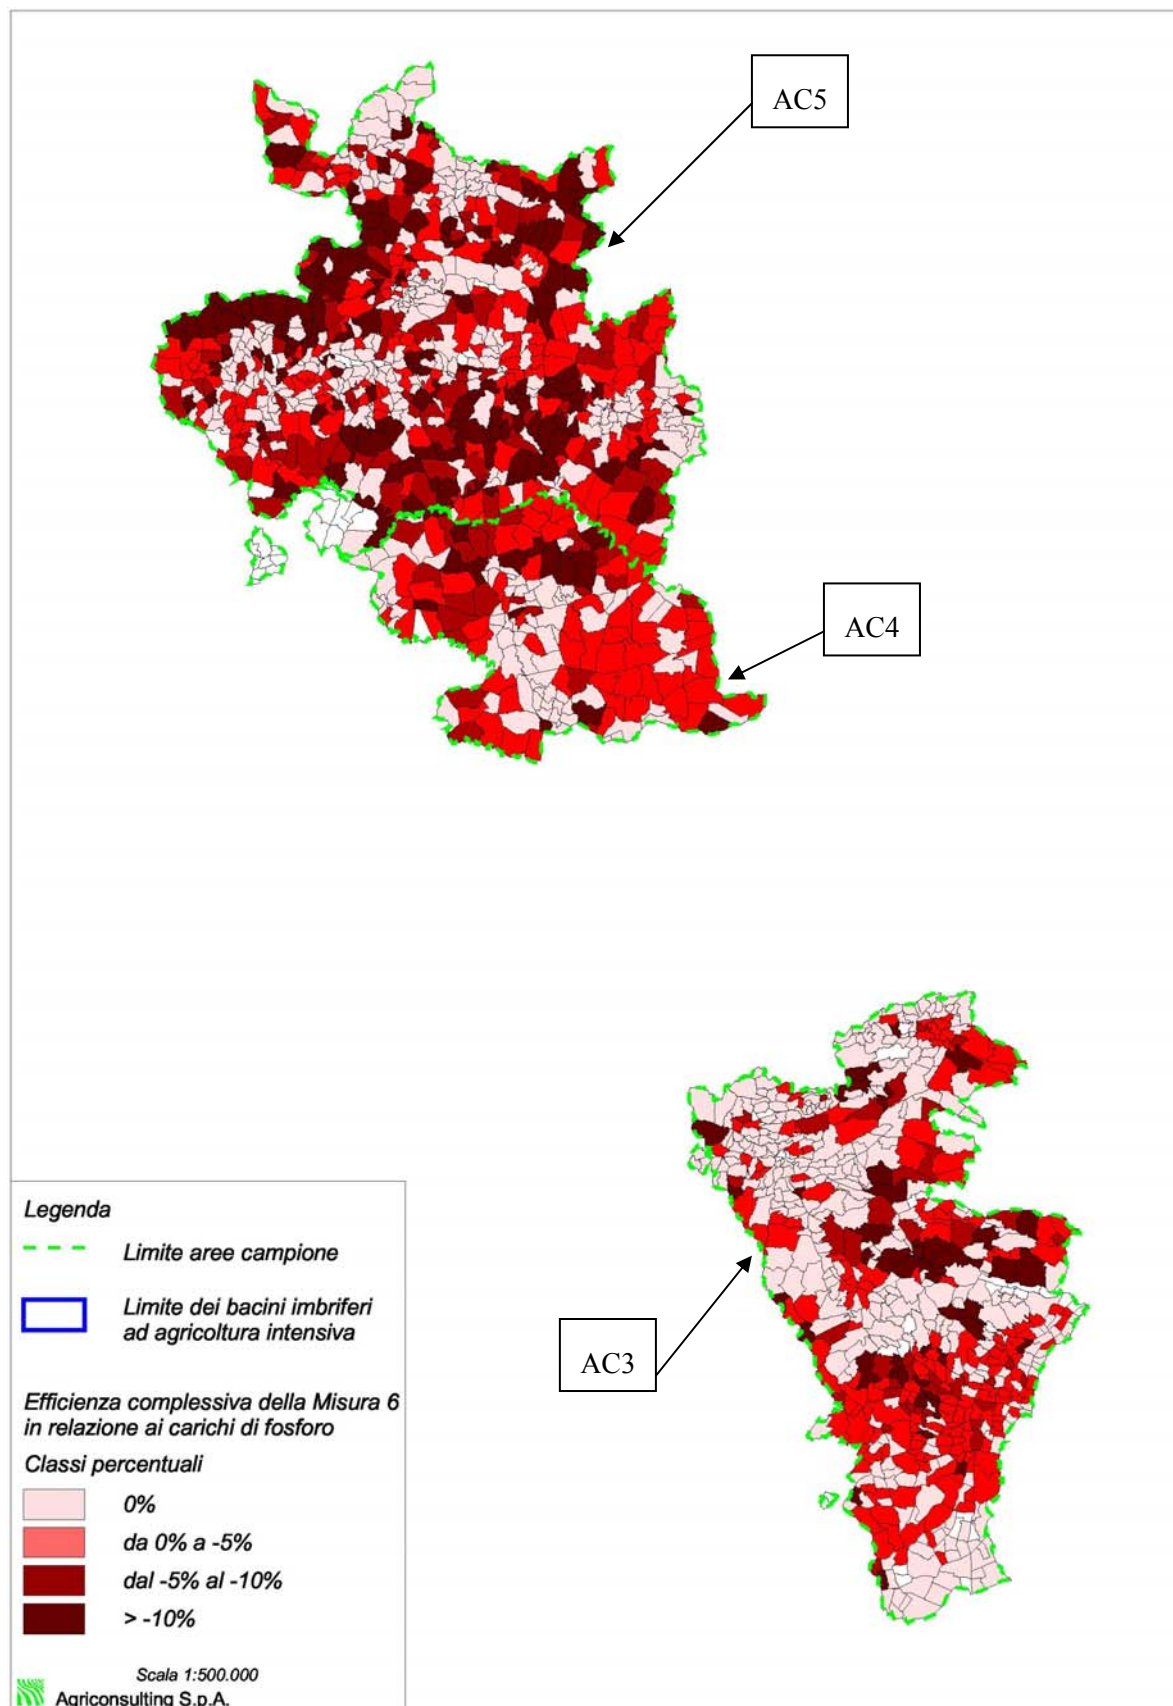 AC5
AC4
AC3
Legenda
Limite aree campione
Limite dei bacini imbriferi
ad agricoltura intensiva
Efficienza complessiva della Misura 6
in relazione ai carichi di fosforo
Classi percentuali
0%
da 0% a -5%
dal -5% al -10%
> -10%
Scala 1:500.000
Agriconsulting S.p.A.